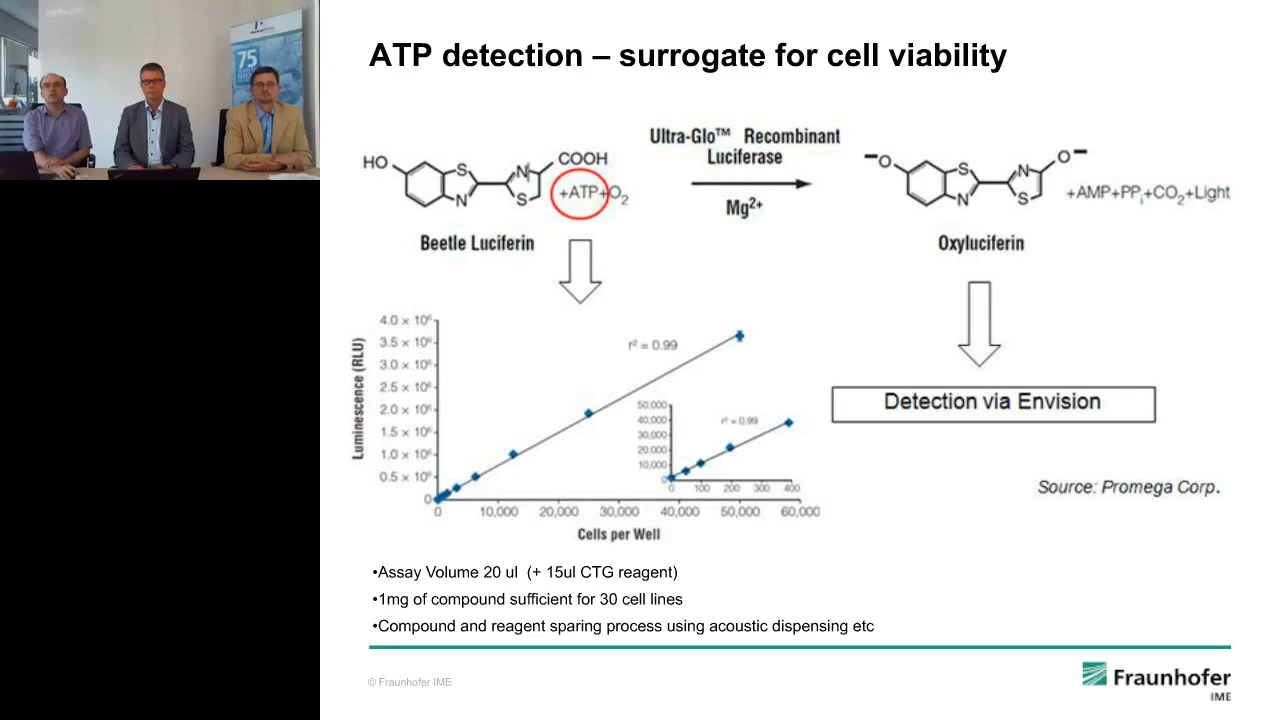 75
ATP detection – surrogate for cell viability
Ultra-Glo™ Recombinant
Luciferase
Mg2+
HO
S
N
N
S
COOH
+ATP+O2
Beetle Luciferin
–O
S
N
N
S
O–
+AMP+PPi+CO2+Light
Oxyluciferin
Luminescence (RLU)
4.0 × 10⁶
3.5 × 10⁶
3.0 × 10⁶
2.5 × 10⁶
2.0 × 10⁶
1.5 × 10⁶
1.0 × 10⁶
0.5 × 10⁶
0
r² = 0.99
0 10,000 20,000 30,000 40,000 50,000 60,000
Cells per Well
50,000
40,000
30,000
20,000
10,000
0
r² = 0.99
0 100 200 300 400
Detection via Envision
Source: Promega Corp.
•Assay Volume 20 ul (+ 15ul CTG reagent)
•1mg of compound sufficient for 30 cell lines
•Compound and reagent sparing process using acoustic dispensing etc
© Fraunhofer IME
Fraunhofer
IME